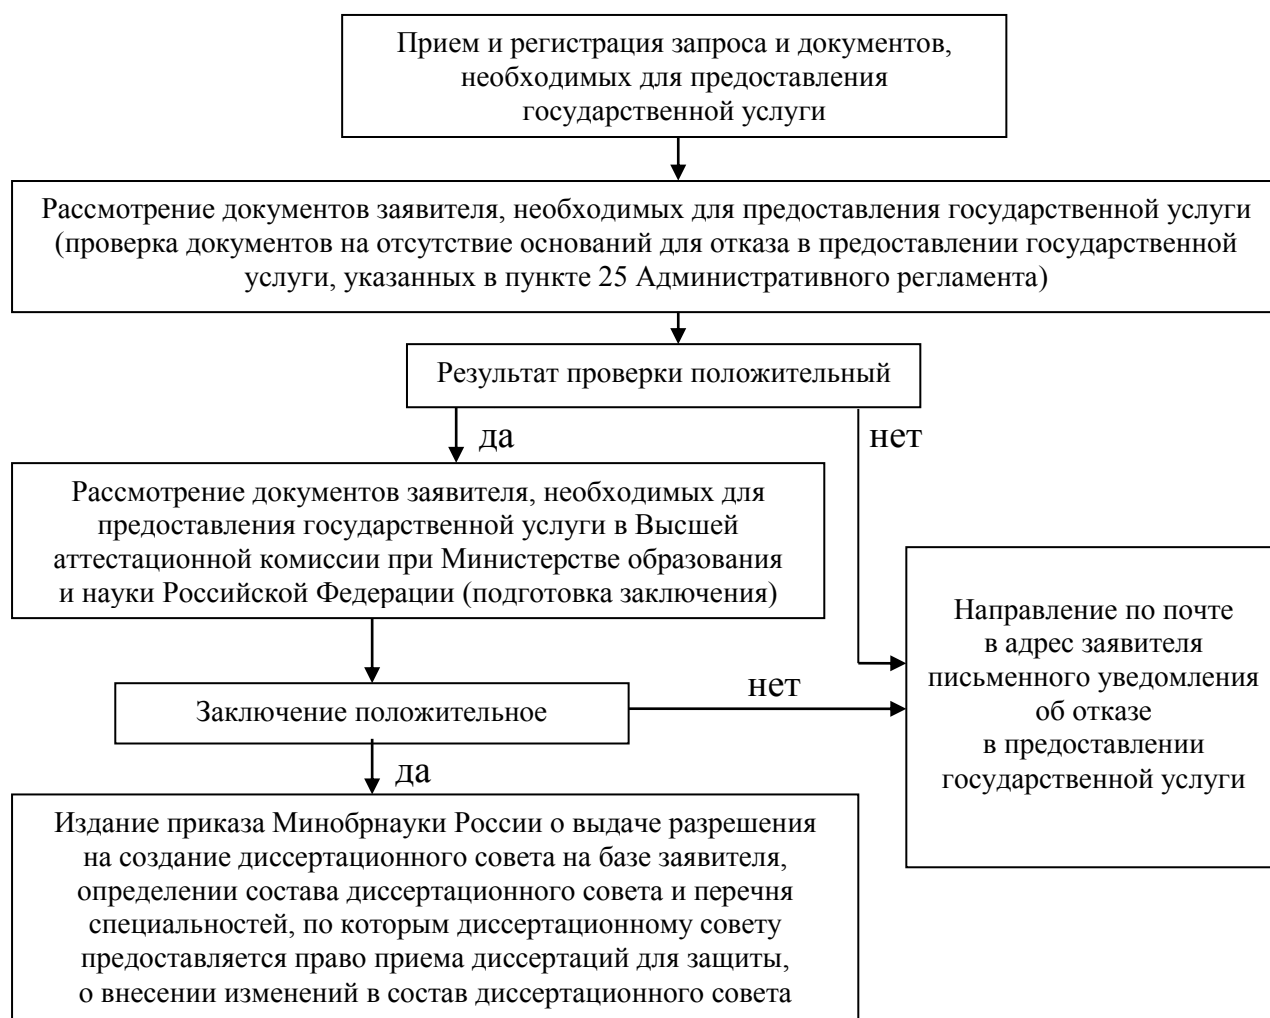 Прием и регистрация запроса и документов,
необходимых для предоставления
государственной услуги
Рассмотрение документов заявителя, необходимых для предоставления государственной услуги
(проверка документов на отсутствие оснований для отказа в предоставлении государственной
услуги, указанных в пункте 25 Административного регламента)
Результат проверки положительный
да
нет
Рассмотрение документов заявителя, необходимых для
предоставления государственной услуги в Высшей
аттестационной комиссии при Министерстве образования
и науки Российской Федерации (подготовка заключения)
Направление по почте
в адрес заявителя
письменного уведомления
об отказе
в предоставлении
государственной услуги
Заключение положительное
нет
да
Издание приказа Минобрнауки России о выдаче разрешения
на создание диссертационного совета на базе заявителя,
определении состава диссертационного совета и перечня
специальностей, по которым диссертационному совету
предоставляется право приема диссертаций для защиты,
о внесении изменений в состав диссертационного совета